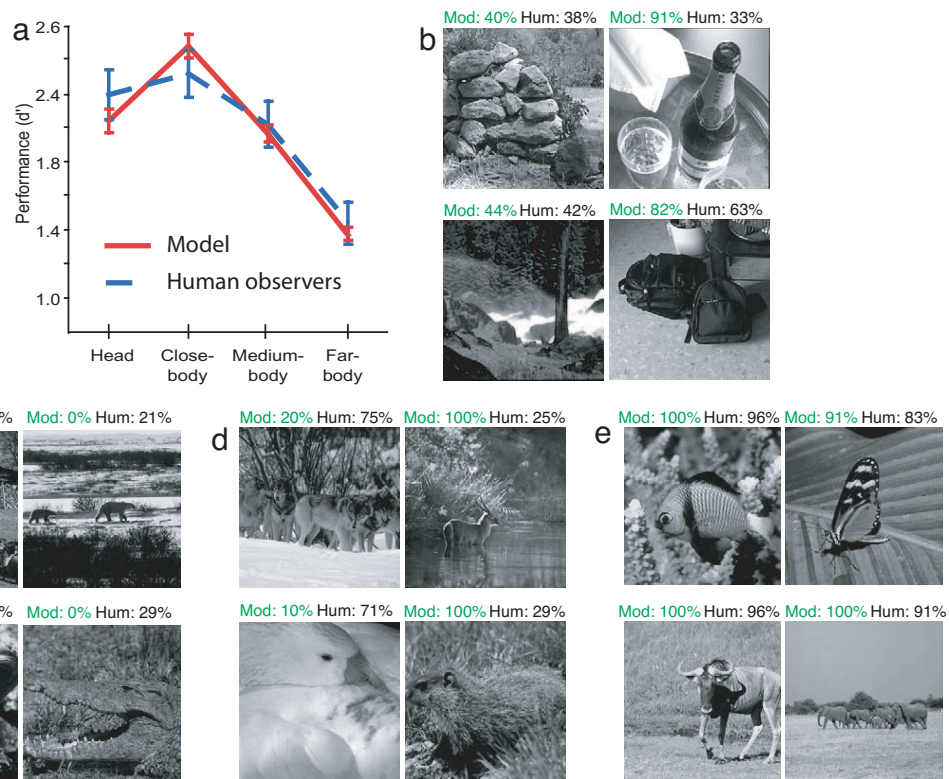 a
2.6
2.4
1.8
1.4
1.0
Performance (d')
Model
Human observers
Head
Close-
body
Medium-
body
Far-
body
b
Mod: 40% Hum: 38%
Mod: 91% Hum: 33%
Mod: 44% Hum: 42%
Mod: 82% Hum: 63%
%
Mod: 0% Hum: 21%
%
Mod: 0% Hum: 29%
d
Mod: 20% Hum: 75%
Mod: 100% Hum: 25%
Mod: 10% Hum: 71%
Mod: 100% Hum: 29%
e
Mod: 100% Hum: 96%
Mod: 91% Hum: 83%
Mod: 100% Hum: 96%
Mod: 100% Hum: 91%